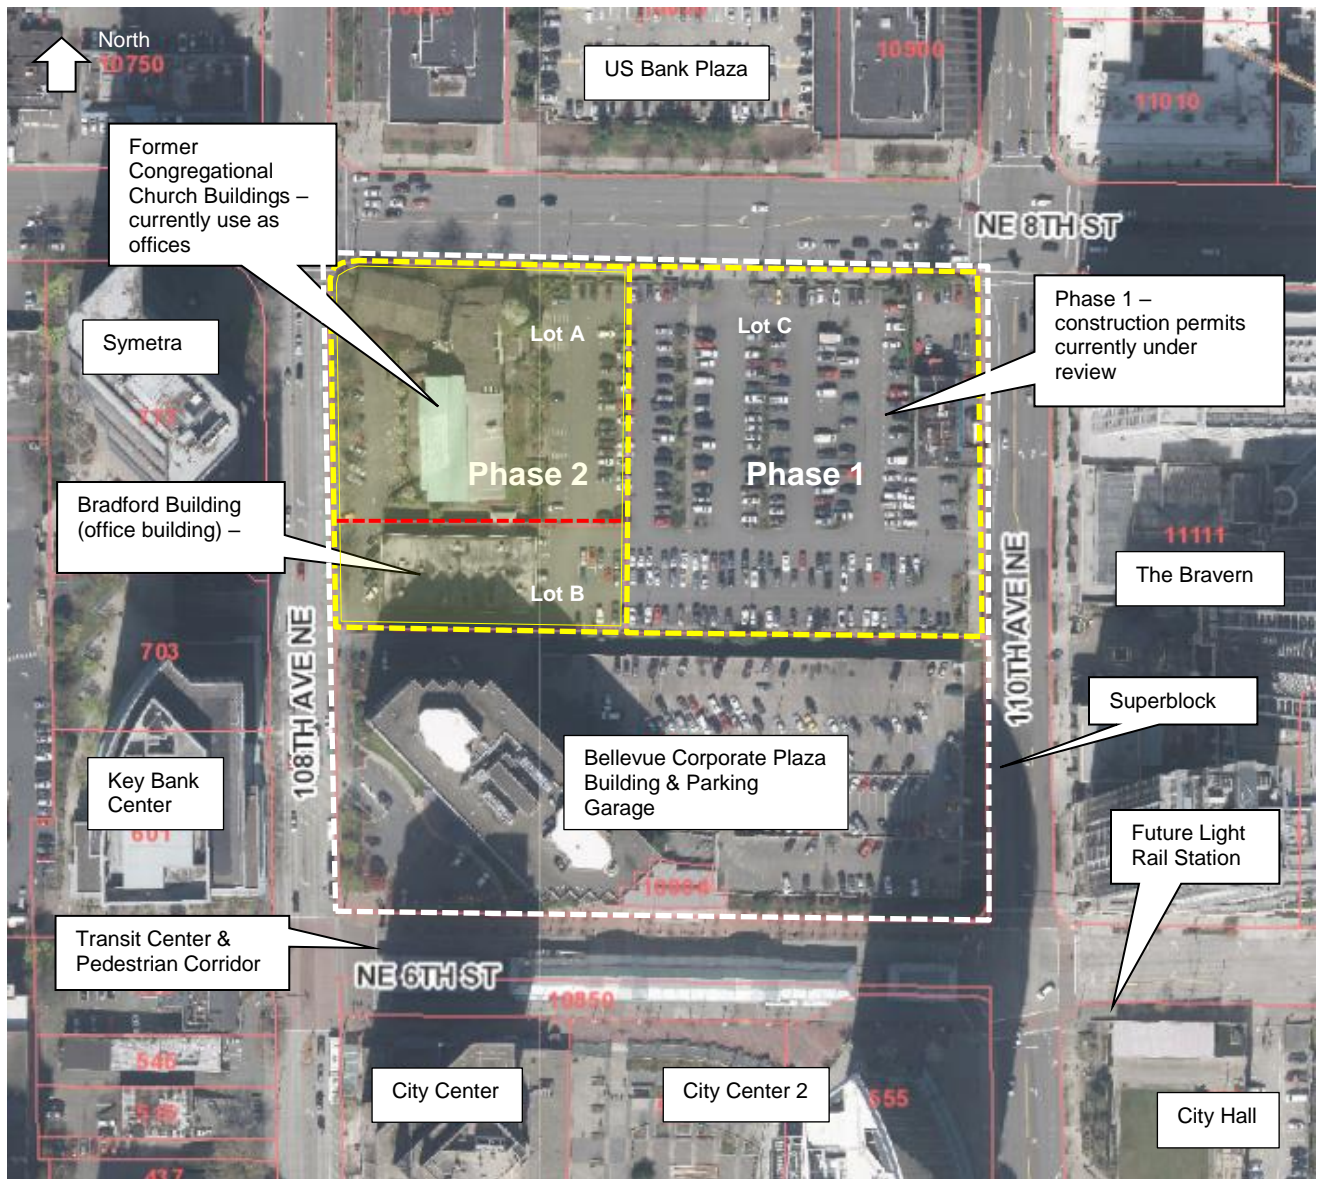 North
10750
US Bank Plaza
10900
11010
Former
Congregational
Church Buildings –
currently use as
offices
NE 8TH ST
Phase 1 –
construction permits
currently under
review
Lot A
Lot C
Symetra
777
Phase 2
Phase 1
Bradford Building
(office building) –
Lot B
11111
The Bravern
108TH AVE NE
110TH AVE NE
703
Superblock
Key Bank
Center
601
Bellevue Corporate Plaza
Building & Parking
Garage
Future Light
Rail Station
Transit Center &
Pedestrian Corridor
NE 6TH ST
10850
546
City Center
City Center 2
555
City Hall